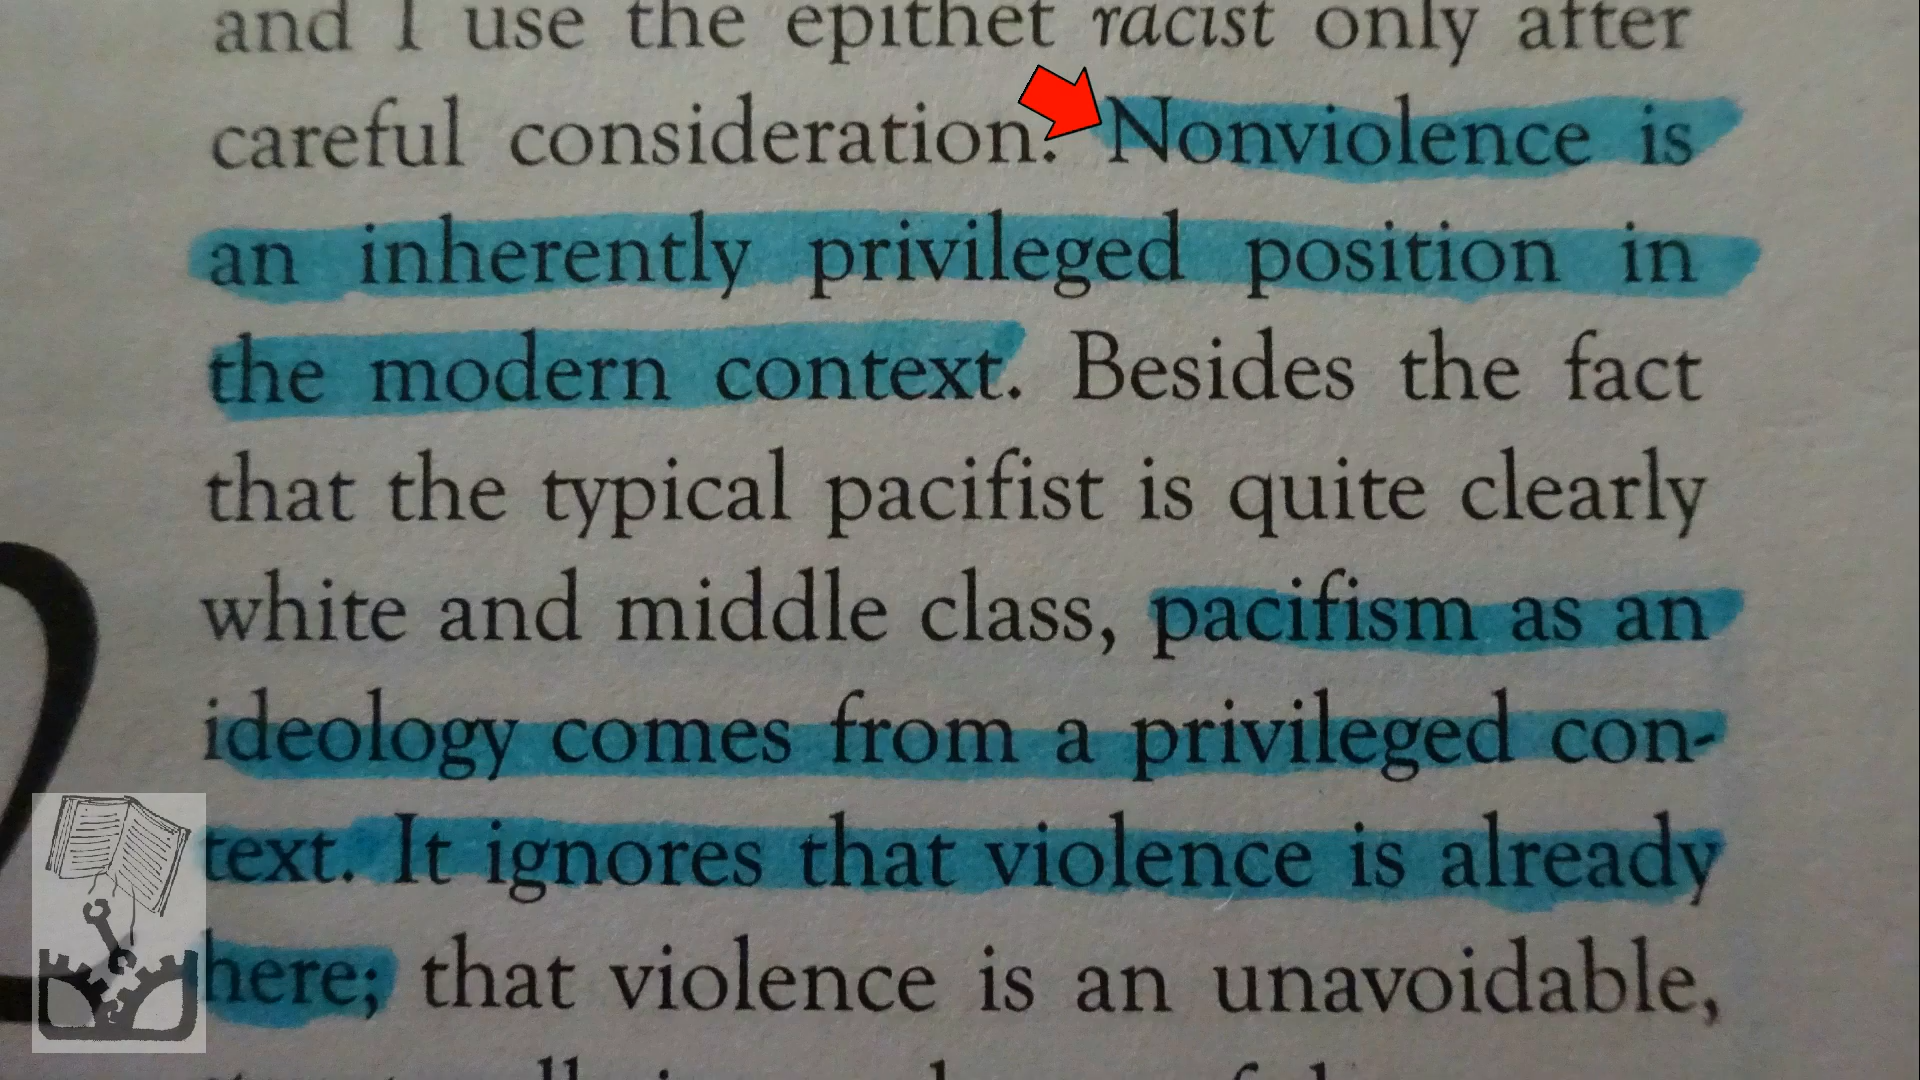 and I use the epithet racist only after
careful consideration. Nonviolence is
an inherently privileged position in
the modern context. Besides the fact
that the typical pacifist is quite clearly
white and middle class, pacifism as an
ideology comes from a privileged con-
text. It ignores that violence is already
here; that violence is an unavoidable,